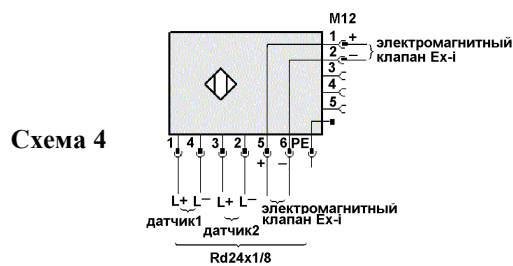 M12
1 +
электромагнитный
2 –
клапан Ex-i
3
4
5
Схема 4
1 4 3 2 5 6 PE
+ –
L+ L– L+ L– электромагнитный
датчик1 клапан Ex-i
датчик2
Rd24x1/8